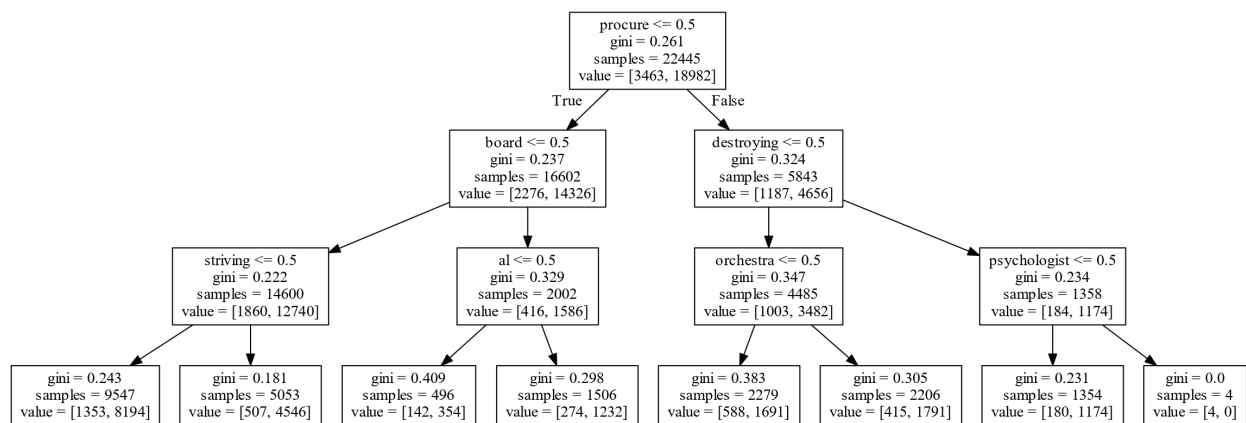 procure <= 0.5
gini = 0.261
samples = 22445
value = [3463, 18982]
True
False
board <= 0.5
gini = 0.237
samples = 16602
value = [2276, 14326]
destroying <= 0.5
gini = 0.324
samples = 5843
value = [1187, 4656]
striving <= 0.5
gini = 0.222
samples = 14600
value = [1860, 12740]
al <= 0.5
gini = 0.329
samples = 2002
value = [416, 1586]
orchestra <= 0.5
gini = 0.347
samples = 4485
value = [1003, 3482]
psychologist <= 0.5
gini = 0.234
samples = 1358
value = [184, 1174]
gini = 0.243
samples = 9547
value = [1353, 8194]
gini = 0.181
samples = 5053
value = [507, 4546]
gini = 0.409
samples = 496
value = [142, 354]
gini = 0.298
samples = 1506
value = [274, 1232]
gini = 0.383
samples = 2279
value = [588, 1691]
gini = 0.305
samples = 2206
value = [415, 1791]
gini = 0.231
samples = 1354
value = [180, 1174]
gini = 0.0
samples = 4
value = [4, 0]